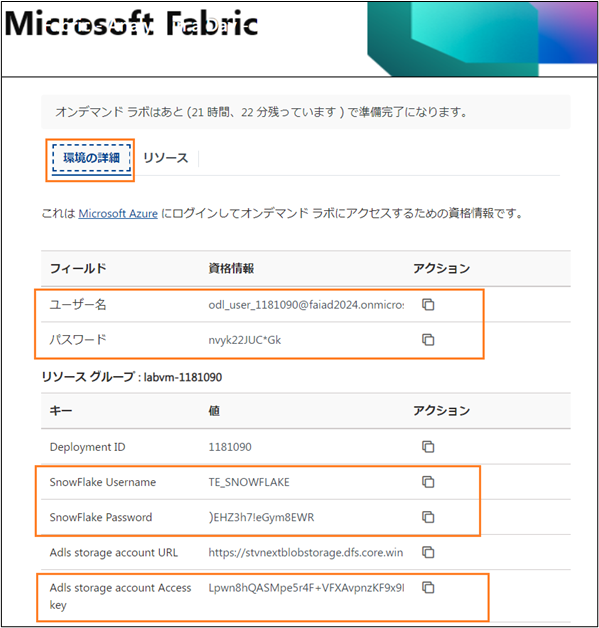 Microsoft Fabric
オンデマンド ラボはあと (21 時間、22 分残っています ) で準備完了になります。
環境の詳細 リソース
これは Microsoft Azure にログインしてオンデマンド ラボにアクセスするための資格情報です。
フィールド 資格情報 アクション
ユーザー名 odl_user_1181090@faiad2024.onmicros
パスワード nvyk22JUC*Gk
リソース グループ : labvm-1181090
キー 値 アクション
Deployment ID 1181090
SnowFlake Username TE_SNOWFLAKE
SnowFlake Password )EHZ3h7!eGym8EWR
Adls storage account URL https://stvnextblobstorage.dfs.core.win
Adls storage account Access Lpwn8hQASMpe5r4F+VFXAvpnzKF9x9
key